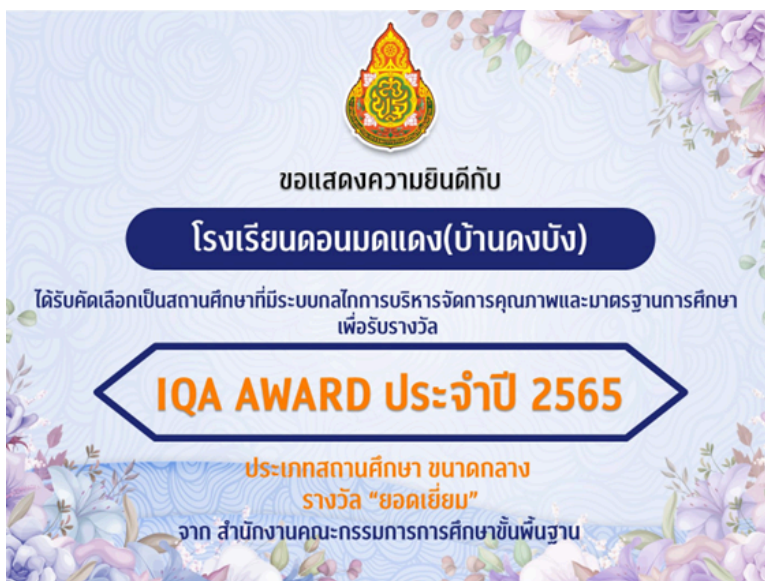 ขอแสดงความยินดีกับ
โรงเรียนดอนมดแดง(บ้านดงบัง)
ได้รับคัดเลือกเป็นสถานศึกษาที่มีระบบกลไกการบริหารจัดการคุณภาพและมาตรฐานการศึกษา
เพื่อรับรางวัล
IQA AWARD ประจำปี 2565
ประเภทสถานศึกษา ขนาดกลาง
รางวัล “ยอดเยี่ยม”
จาก สำนักงานคณะกรรมการการศึกษาขั้นพื้นฐาน